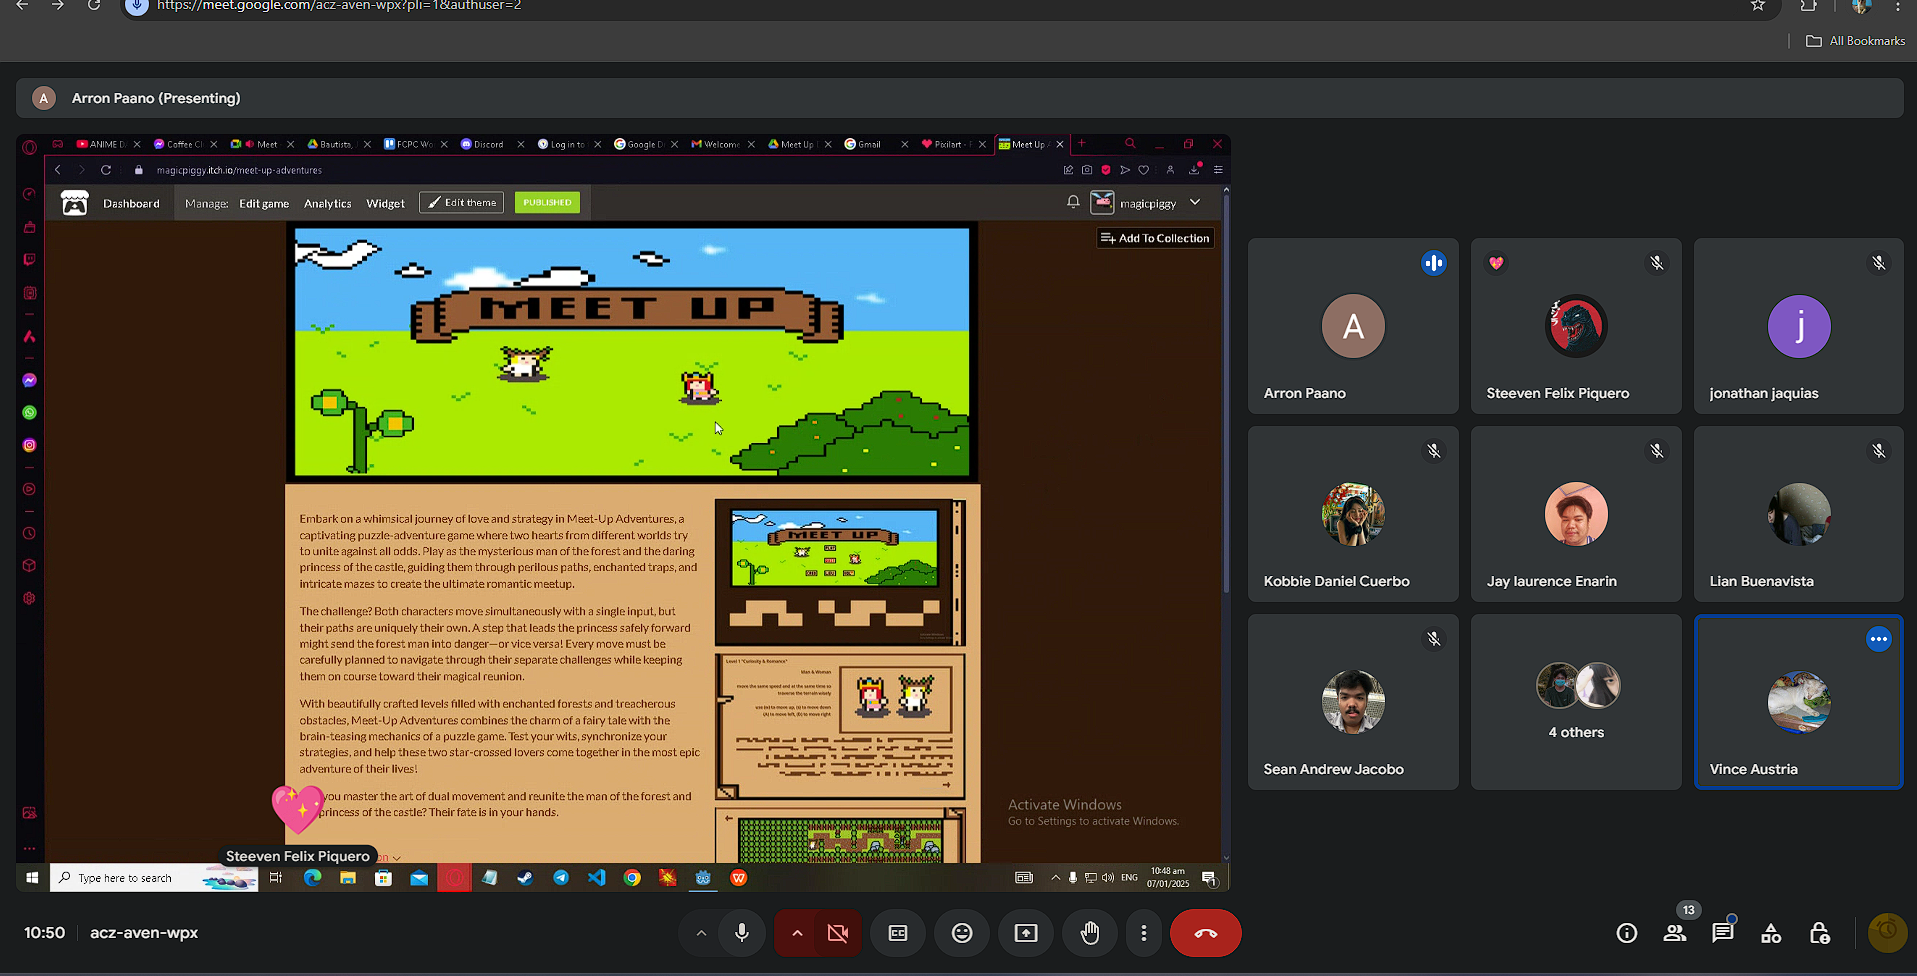 https://meet.google.com/acz-aven-wpx?pli=1&authuser=2
All Bookmarks
A Arron Paano (Presenting)
ANIME D
Coffee Cl
Meet -
Bautista,
FCPC Wo
Discord
Log in to
Google D
Welcome
Meet Up
Gmail
Pixilart -
Meet Up
magicpiggy.itch.io/meet-up-adventures
Dashboard Manage: Edit game Analytics Widget Edit theme PUBLISHED magicpiggy
Add To Collection
MEET UP
Embark on a whimsical journey of love and strategy in Meet-Up Adventures, a
captivating puzzle-adventure game where two hearts from different worlds try
to unite against all odds. Play as the mysterious man of the forest and the daring
princess of the castle, guiding them through perilous paths, enchanted traps, and
intricate mazes to create the ultimate romantic meetup.
The challenge? Both characters move simultaneously with a single input, but
their paths are uniquely their own. A step that leads the princess safely forward
might send the forest man into danger—or vice versa! Every move must be
carefully planned to navigate through their separate challenges while keeping
them on course toward their magical reunion.
With beautifully crafted levels filled with enchanted forests and treacherous
obstacles, Meet-Up Adventures combines the charm of a fairy tale with the
brain-teasing mechanics of a puzzle game. Test your wits, synchronize your
strategies, and help these two star-crossed lovers come together in the most epic
adventure of their lives!
you master the art of dual movement and reunite the man of the forest and
princess of the castle? Their fate is in your hands.
MEET UP
Level 1 "Curiosity & Romance"
Man & Woman
move the same speed and at the same time so
traverse the terrain wisely
use (w) to move up, (s) to move down
(A) to move left, (D) to move right
Activate Windows
Go to Settings to activate Windows.
Steeven Felix Piquero
Type here to search
ENG
10:48 am
07/01/2025
1
A
Arron Paano
Steeven Felix Piquero
j
jonathan jaquias
Kobbie Daniel Cuerbo
Jay laurence Enarin
Lian Buenavista
Sean Andrew Jacobo
4 others
Vince Austria
10:50 acz-aven-wpx
CC
13